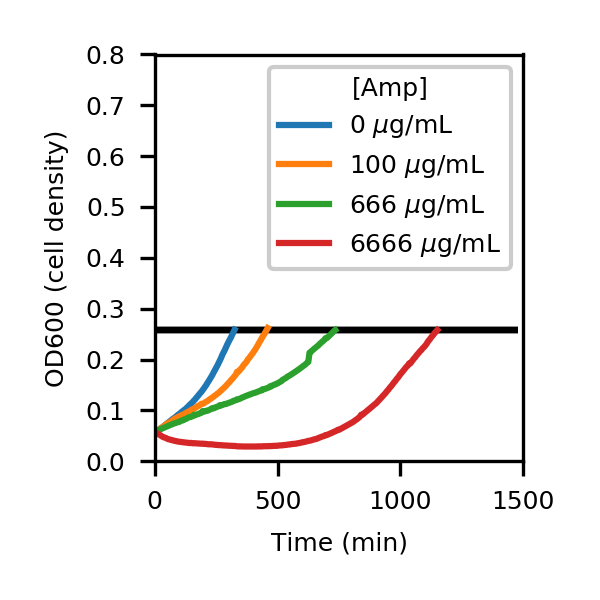 0.8
0.7
0.6
0.5
0.4
0.3
0.2
0.1
0.0
OD600 (cell density)
[Amp]
0 μg/mL
100 μg/mL
666 μg/mL
6666 μg/mL
0 500 1000 1500
Time (min)